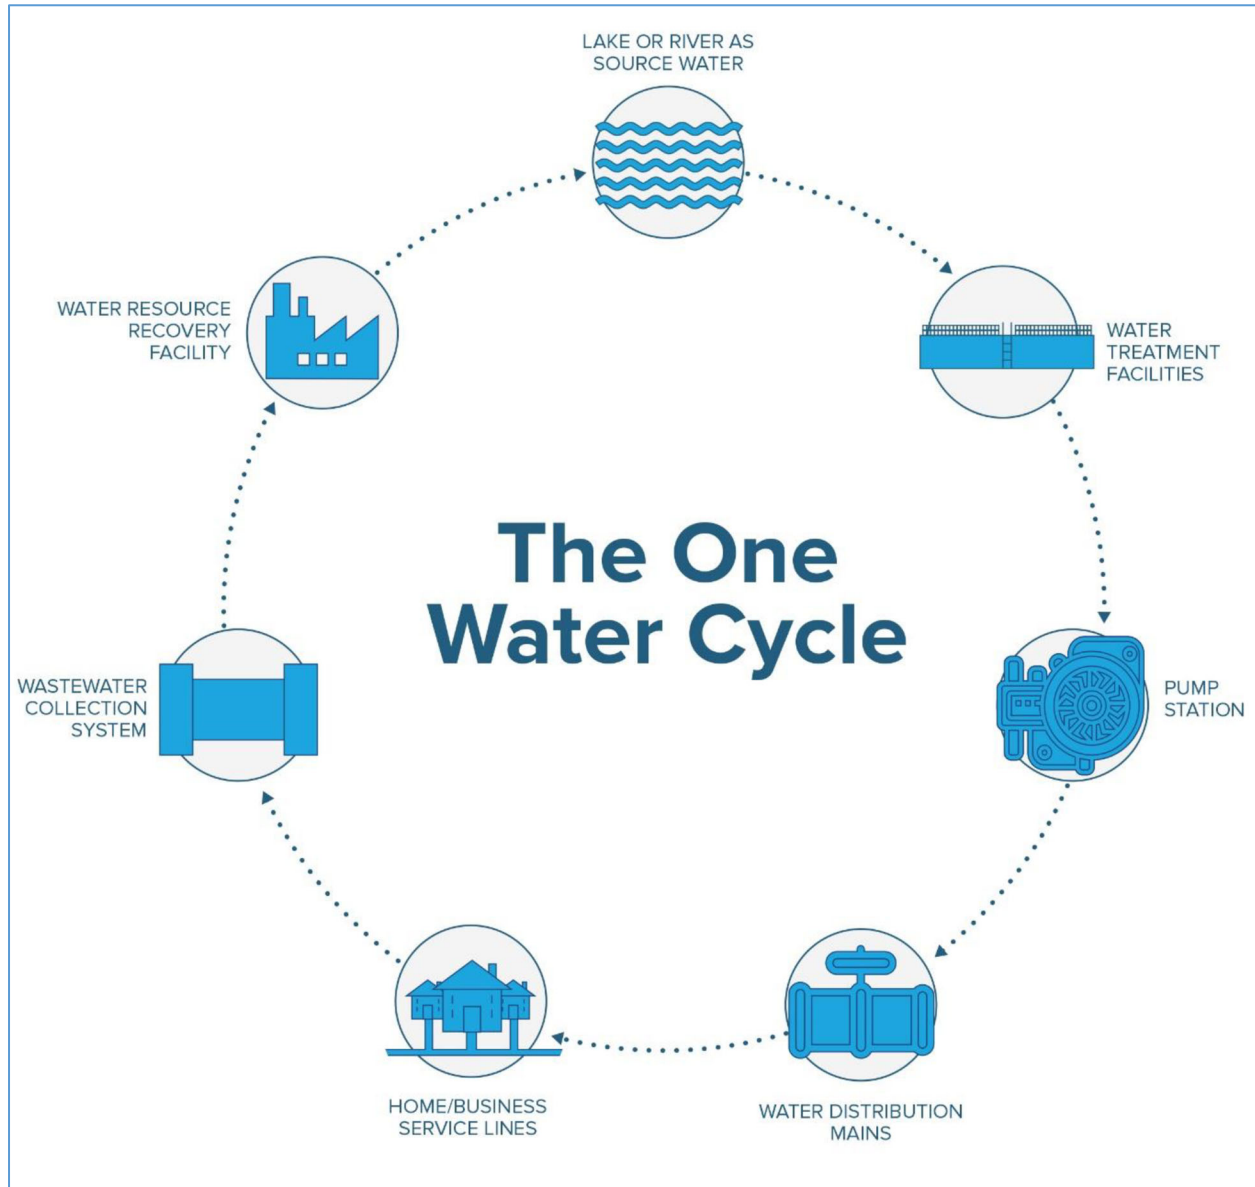 LAKE OR RIVER AS
SOURCE WATER
WATER
TREATMENT
FACILITIES
PUMP
STATION
WATER DISTRIBUTION
MAINS
HOME/BUSINESS
SERVICE LINES
WASTEWATER
COLLECTION
SYSTEM
WATER RESOURCE
RECOVERY
FACILITY
The One
Water Cycle